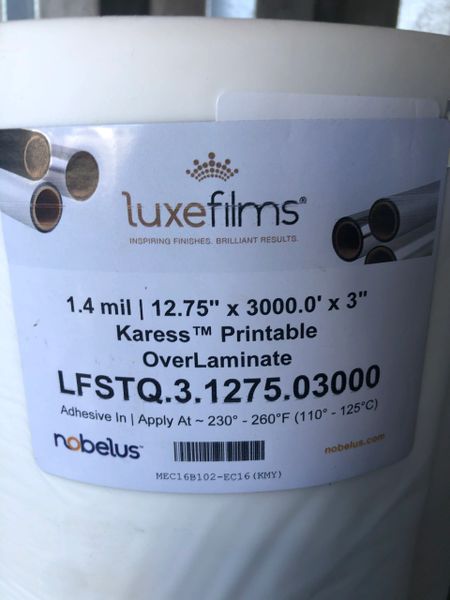 luxefilms®
INSPIRING FINISHES. BRILLIANT RESULTS.
1.4 mil | 12.75" x 3000.0' x 3"
Karess™ Printable
OverLaminate
LFSTQ.3.1275.03000
Adhesive In | Apply At ~ 230° - 260°F (110° - 125°C)
nobelus™
nobelus.com
MEC16B102-EC16(KMY)